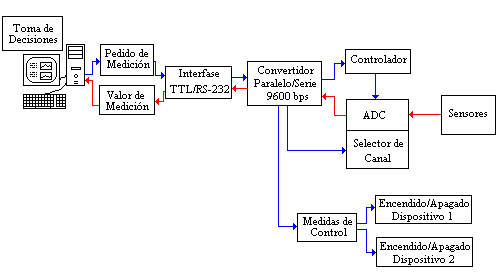 Toma de
Decisiones
Pedido de
Medición
Valor de
Medición
Interfase
TTL/RS-232
Convertidor
Paralelo/Serie
9600 bps
Controlador
ADC
Selector de
Canal
Sensores
Medidas de
Control
Encendido/Apagado
Dispositivo 1
Encendido/Apagado
Dispositivo 2